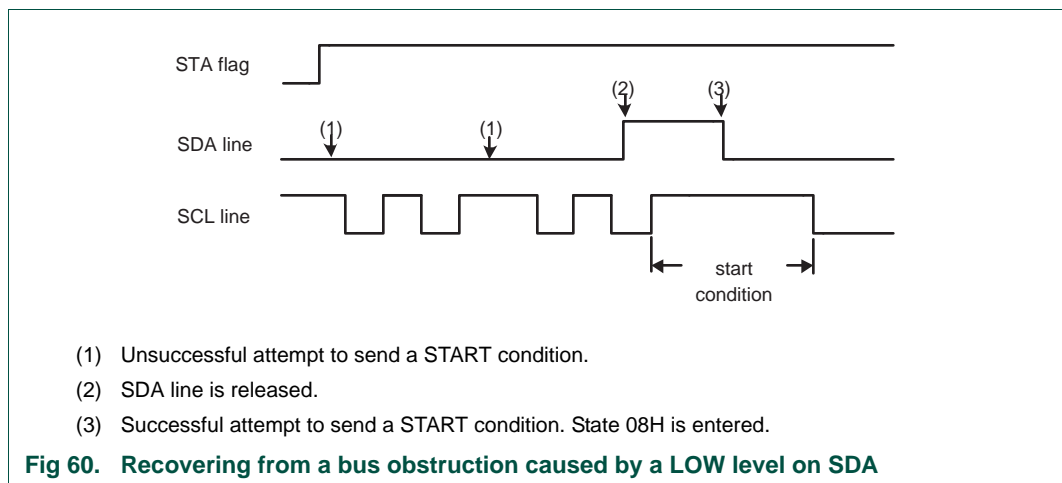 STA flag
(2)
(3)
(1)
(1)
SDA line
SCL line
start
condition
(1) Unsuccessful attempt to send a START condition.
(2) SDA line is released.
(3) Successful attempt to send a START condition. State 08H is entered.
Fig 60. Recovering from a bus obstruction caused by a LOW level on SDA